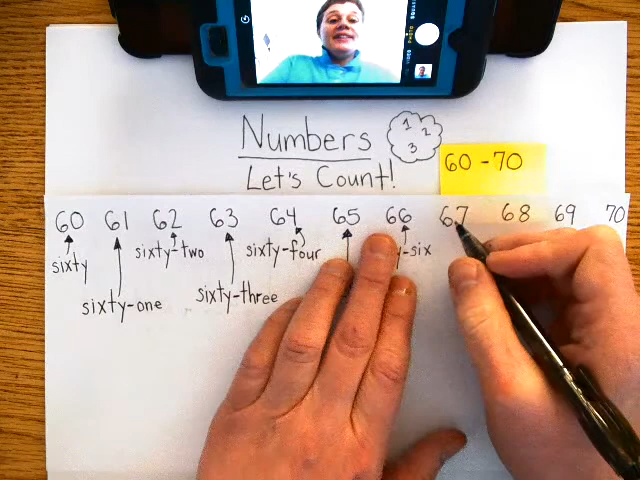 Numbers
1 2 3
Let's Count!
60 - 70
60 61 62 63 64 65 66 67 68 69 70
sixty sixty-two sixty-four y-six
sixty-one sixty-three